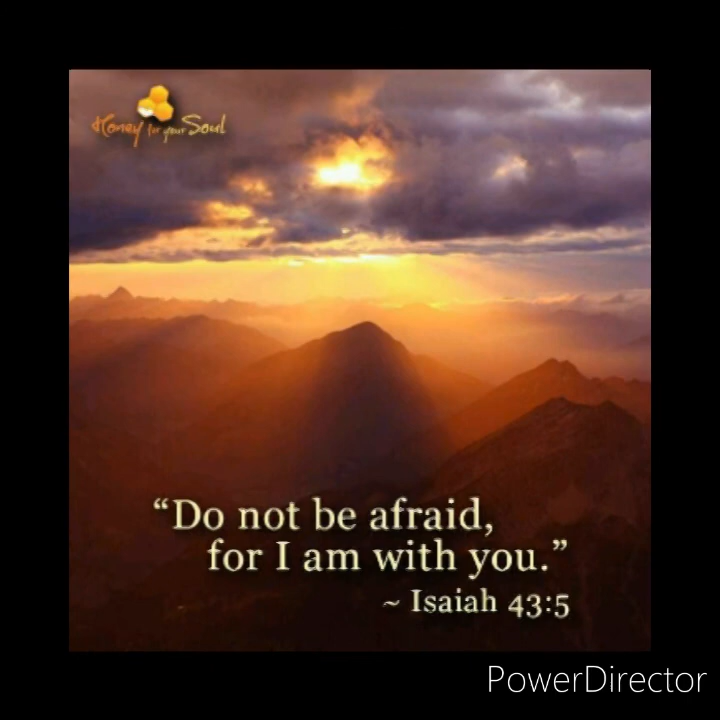 Honey for your Soul
“Do not be afraid,
for I am with you.”
~ Isaiah 43:5
PowerDirector